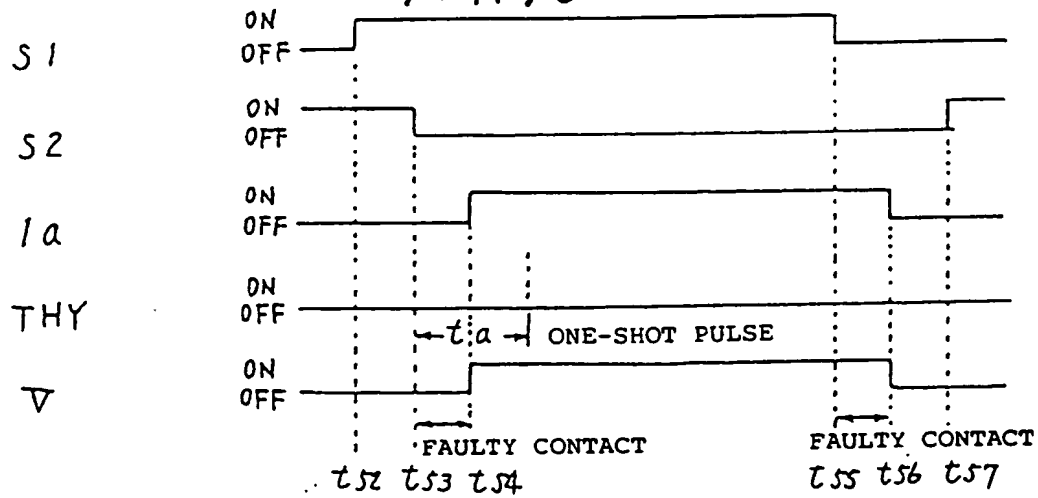 ON
S1 OFF
ON
S2 OFF
ON
1a OFF
ON
THY OFF
ta ONE-SHOT PULSE
ON
V OFF
FAULTY CONTACT FAULTY CONTACT
t52 t53 t54 t55 t56 t57